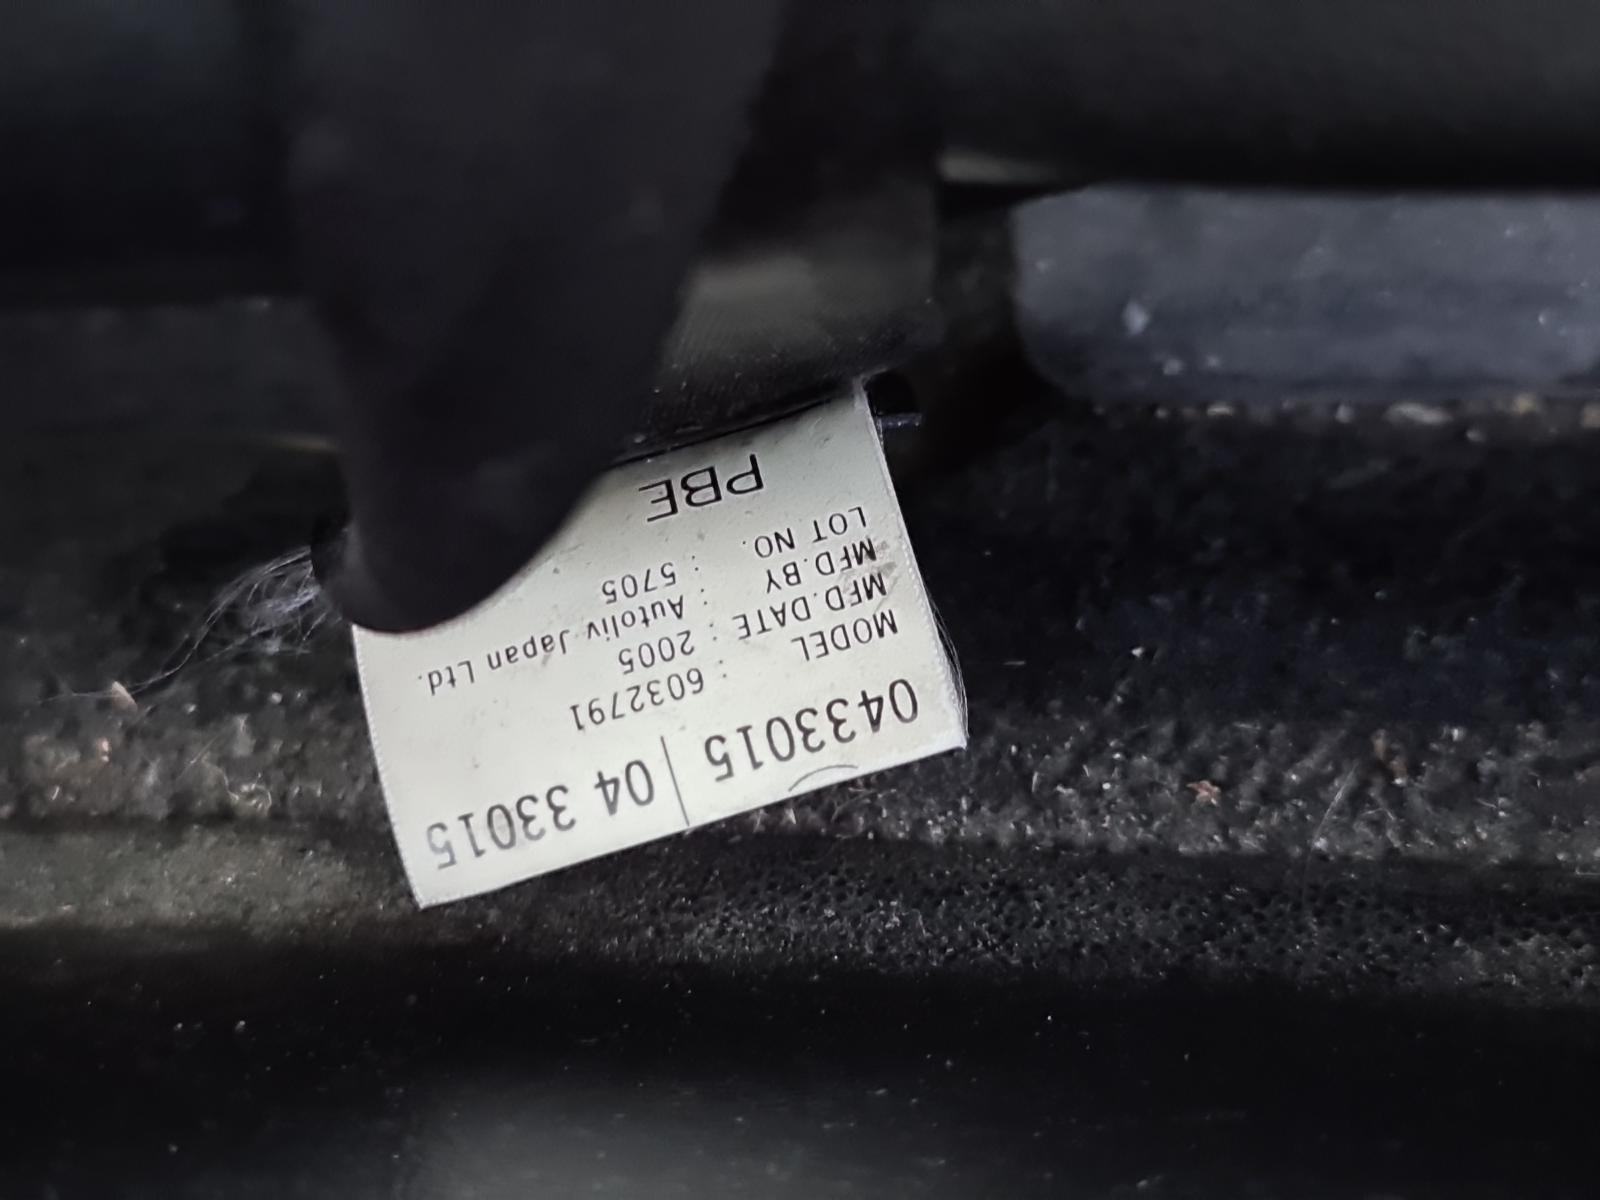 0433015 | 04 33015
MODEL : 6032791
MFD.DATE : 2005
MFD.BY : Autoliv Japan Ltd.
LOT NO. : 5705
PBE